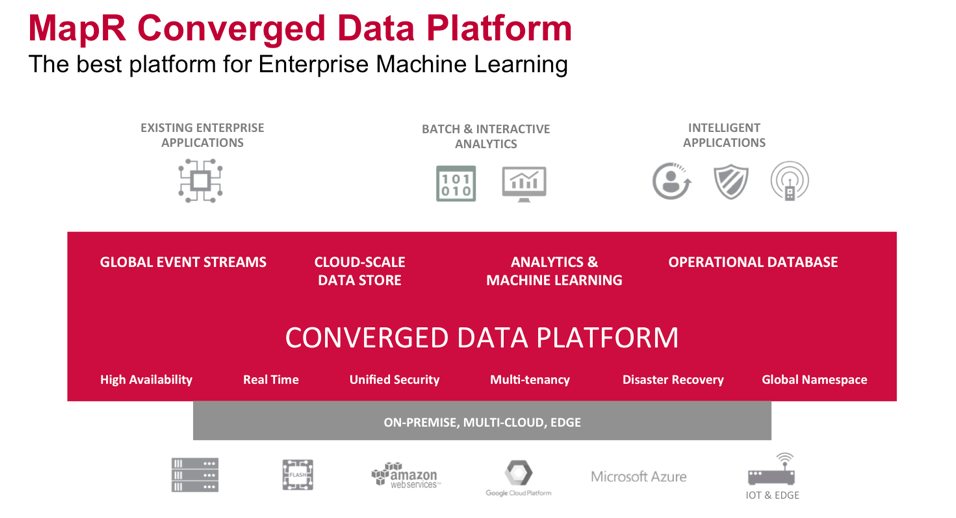 MapR Converged Data Platform
The best platform for Enterprise Machine Learning
EXISTING ENTERPRISE
APPLICATIONS
BATCH & INTERACTIVE
ANALYTICS
INTELLIGENT
APPLICATIONS
101
010
GLOBAL EVENT STREAMS
CLOUD-SCALE
DATA STORE
ANALYTICS &
MACHINE LEARNING
OPERATIONAL DATABASE
CONVERGED DATA PLATFORM
High Availability
Real Time
Unified Security
Multi-tenancy
Disaster Recovery
Global Namespace
ON-PREMISE, MULTI-CLOUD, EDGE
FLASH
amazon
web services™
Google Cloud Platform
Microsoft Azure
IOT & EDGE